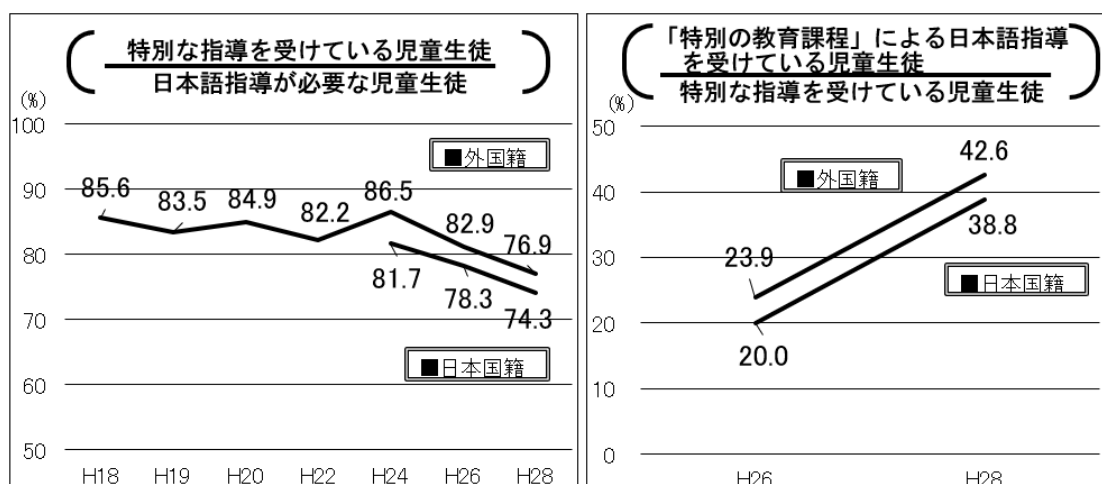 特別な指導を受けている児童生徒
日本語指導が必要な児童生徒
(%)
100
90
80
70
60
50
■外国籍
85.6
83.5
84.9
82.2
86.5
82.9
76.9
81.7
78.3
74.3
■日本国籍
H18 H19 H20 H22 H24 H26 H28
「特別の教育課程」による日本語指導
を受けている児童生徒
特別な指導を受けている児童生徒
(%)
50
40
30
20
10
0
■外国籍
42.6
38.8
23.9
20.0
■日本国籍
H26 H28